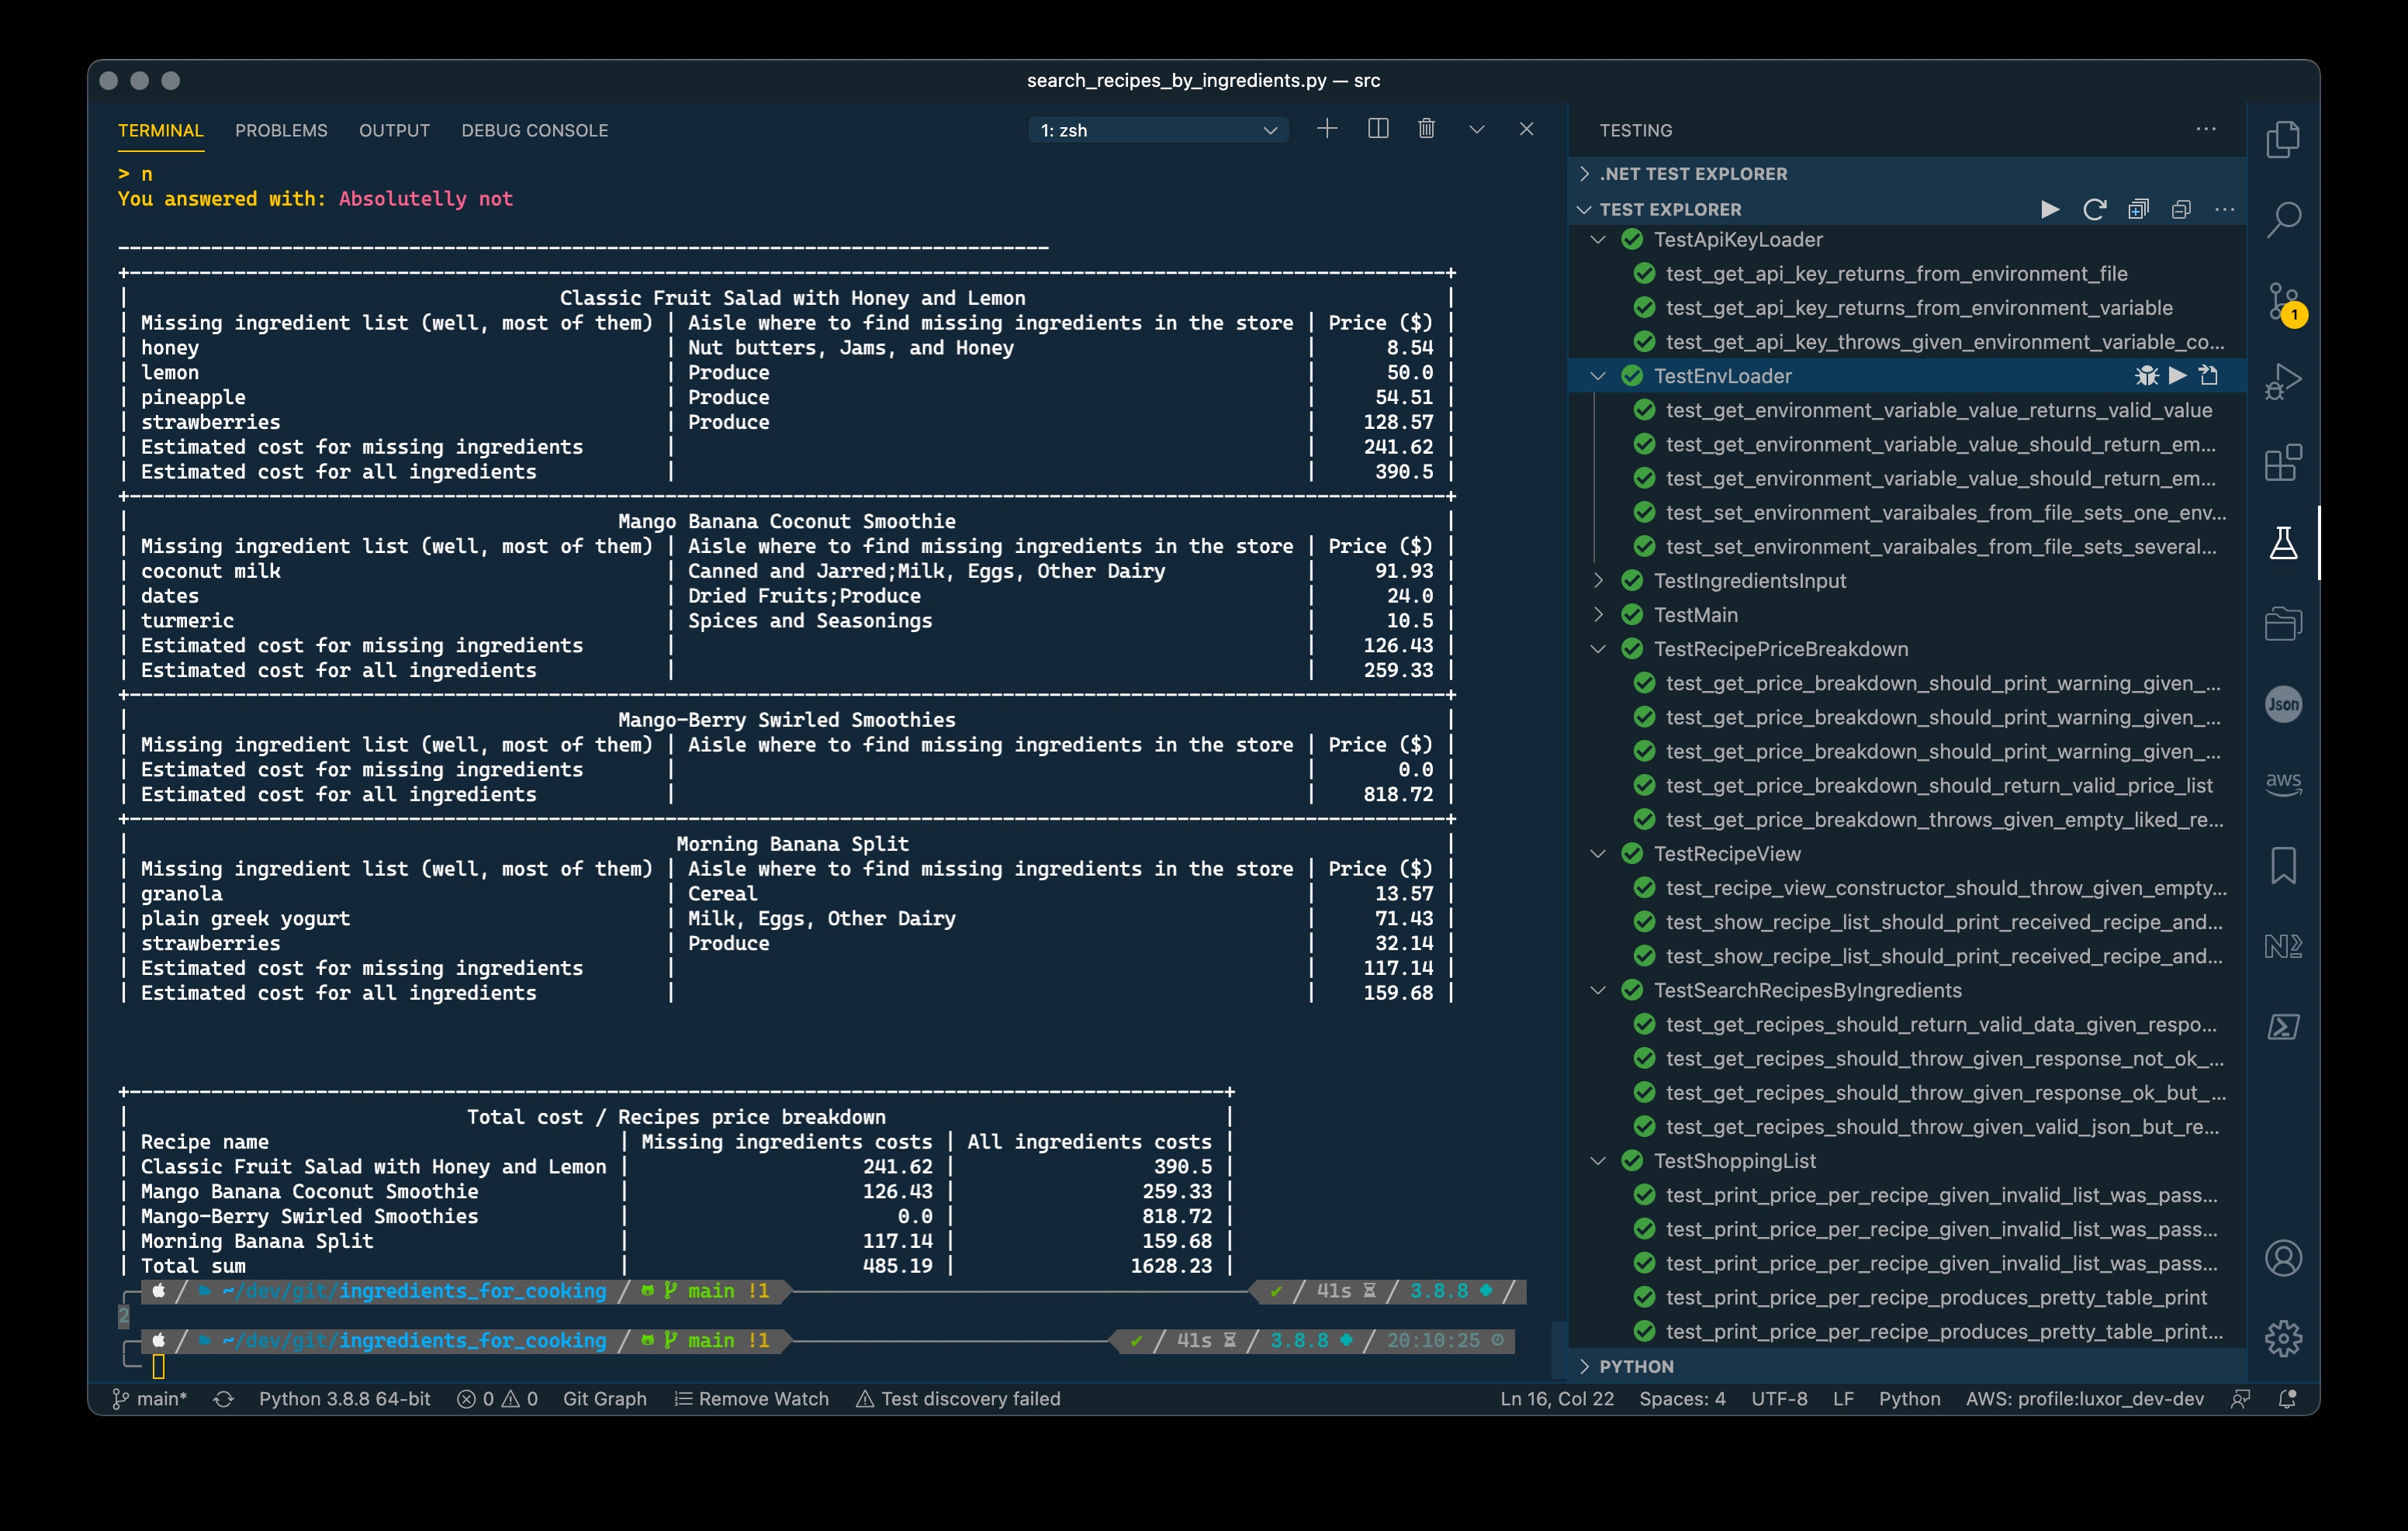 search_recipes_by_ingredients.py — src
TERMINAL PROBLEMS OUTPUT DEBUG CONSOLE
1: zsh
> n
You answered with: Absolutelly not
Classic Fruit Salad with Honey and Lemon
Missing ingredient list (well, most of them) | Aisle where to find missing ingredients in the store | Price ($)
honey | Nut butters, Jams, and Honey | 8.54
lemon | Produce | 50.0
pineapple | Produce | 54.51
strawberries | Produce | 128.57
Estimated cost for missing ingredients | | 241.62
Estimated cost for all ingredients | | 390.5
Mango Banana Coconut Smoothie
Missing ingredient list (well, most of them) | Aisle where to find missing ingredients in the store | Price ($)
coconut milk | Canned and Jarred;Milk, Eggs, Other Dairy | 91.93
dates | Dried Fruits;Produce | 24.0
turmeric | Spices and Seasonings | 10.5
Estimated cost for missing ingredients | | 126.43
Estimated cost for all ingredients | | 259.33
Mango-Berry Swirled Smoothies
Missing ingredient list (well, most of them) | Aisle where to find missing ingredients in the store | Price ($)
Estimated cost for missing ingredients | | 0.0
Estimated cost for all ingredients | | 818.72
Morning Banana Split
Missing ingredient list (well, most of them) | Aisle where to find missing ingredients in the store | Price ($)
granola | Cereal | 13.57
plain greek yogurt | Milk, Eggs, Other Dairy | 71.43
strawberries | Produce | 32.14
Estimated cost for missing ingredients | | 117.14
Estimated cost for all ingredients | | 159.68
Total cost / Recipes price breakdown
Recipe name | Missing ingredients costs | All ingredients costs
Classic Fruit Salad with Honey and Lemon | 241.62 | 390.5
Mango Banana Coconut Smoothie | 126.43 | 259.33
Mango-Berry Swirled Smoothies | 0.0 | 818.72
Morning Banana Split | 117.14 | 159.68
Total sum | 485.19 | 1628.23
~/dev/git/ingredients_for_cooking / main !1 ✔ / 41s / 3.8.8 /
2
~/dev/git/ingredients_for_cooking / main !1 ✔ / 41s / 3.8.8 / 20:10:25
TESTING
.NET TEST EXPLORER
TEST EXPLORER
TestApiKeyLoader
test_get_api_key_returns_from_environment_file
test_get_api_key_returns_from_environment_variable
test_get_api_key_throws_given_environment_variable_co...
TestEnvLoader
test_get_environment_variable_value_returns_valid_value
test_get_environment_variable_value_should_return_em...
test_get_environment_variable_value_should_return_em...
test_set_environment_varaibales_from_file_sets_one_env...
test_set_environment_varaibales_from_file_sets_several...
TestIngredientsInput
TestMain
TestRecipePriceBreakdown
test_get_price_breakdown_should_print_warning_given_...
test_get_price_breakdown_should_print_warning_given_...
test_get_price_breakdown_should_print_warning_given_...
test_get_price_breakdown_should_return_valid_price_list
test_get_price_breakdown_throws_given_empty_liked_re...
TestRecipeView
test_recipe_view_constructor_should_throw_given_empty...
test_show_recipe_list_should_print_received_recipe_and...
test_show_recipe_list_should_print_received_recipe_and...
TestSearchRecipesByIngredients
test_get_recipes_should_return_valid_data_given_respo...
test_get_recipes_should_throw_given_response_not_ok_...
test_get_recipes_should_throw_given_response_ok_but_...
test_get_recipes_should_throw_given_valid_json_but_re...
TestShoppingList
test_print_price_per_recipe_given_invalid_list_was_pass...
test_print_price_per_recipe_given_invalid_list_was_pass...
test_print_price_per_recipe_given_invalid_list_was_pass...
test_print_price_per_recipe_produces_pretty_table_print
test_print_price_per_recipe_produces_pretty_table_print...
PYTHON
1
Json
aws
main* Python 3.8.8 64-bit 0 0 Git Graph Remove Watch Test discovery failed Ln 16, Col 22 Spaces: 4 UTF-8 LF Python AWS: profile:luxor_dev-dev